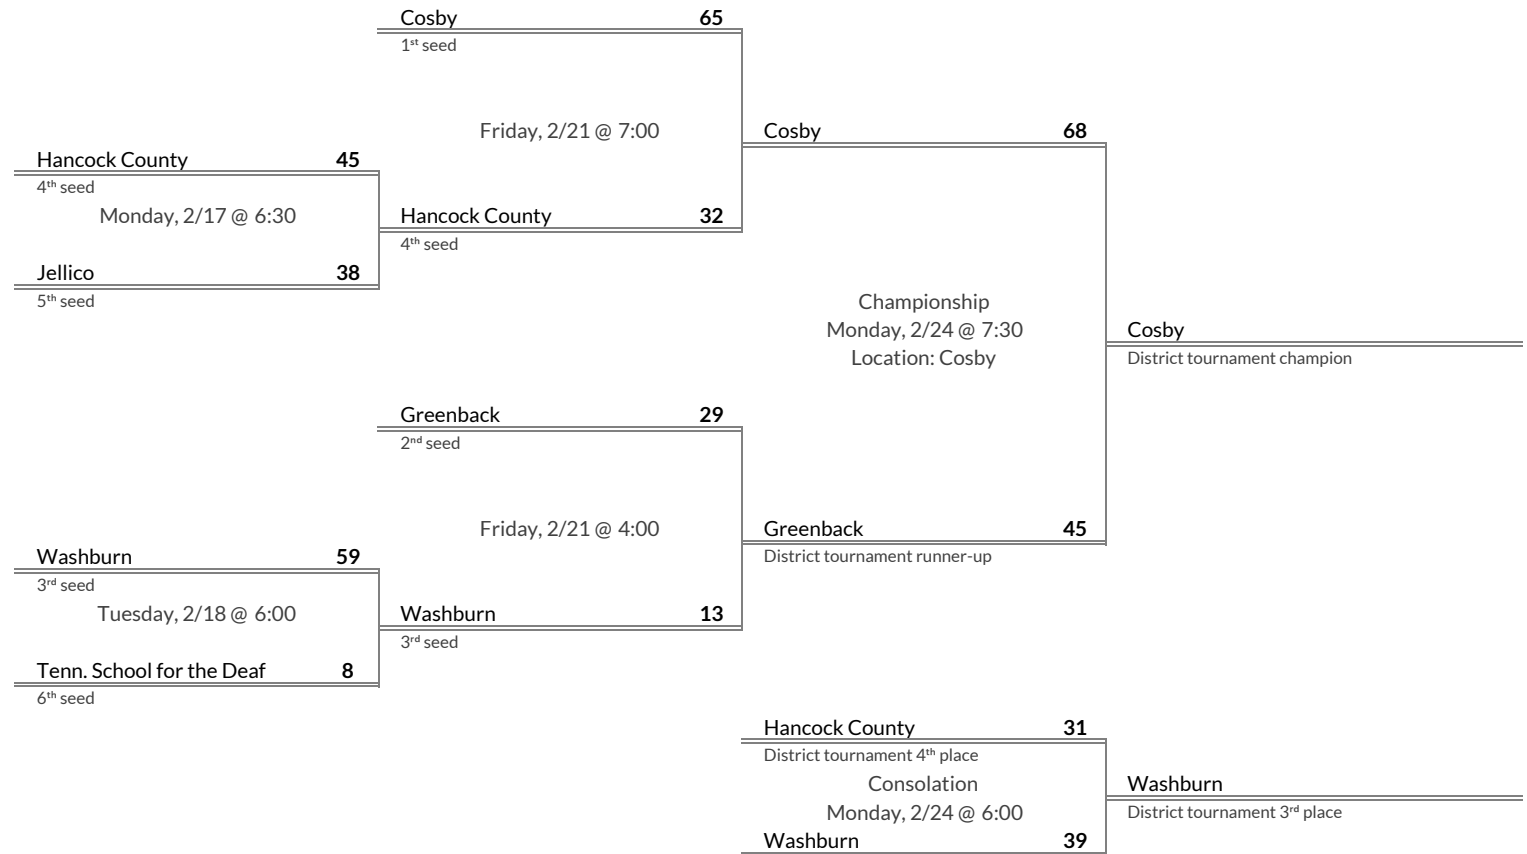 Cosby 65
1st seed
Friday, 2/21 @ 7:00
Cosby 68
Hancock County 45
4th seed
Monday, 2/17 @ 6:30
Hancock County 32
4th seed
Jellico 38
5th seed
Championship
Monday, 2/24 @ 7:30
Location: Cosby
Cosby
District tournament champion
Greenback 29
2nd seed
Friday, 2/21 @ 4:00
Greenback 45
District tournament runner-up
Washburn 59
3rd seed
Tuesday, 2/18 @ 6:00
Washburn 13
3rd seed
Tenn. School for the Deaf 8
6th seed
Hancock County 31
District tournament 4th place
Consolation
Monday, 2/24 @ 6:00
Washburn 39
Washburn
District tournament 3rd place